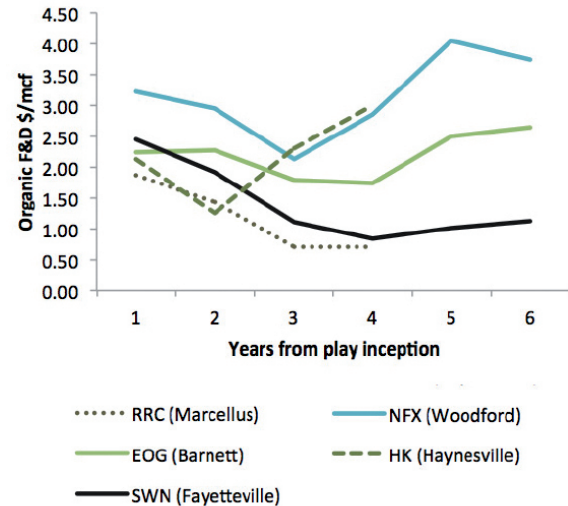 4.50
4.00
3.50
3.00
2.50
2.00
1.50
1.00
0.50
0.00
Organic F&D $/mcf
1 2 3 4 5 6
Years from play inception
RRC (Marcellus) NFX (Woodford)
EOG (Barnett) HK (Haynesville)
SWN (Fayetteville)